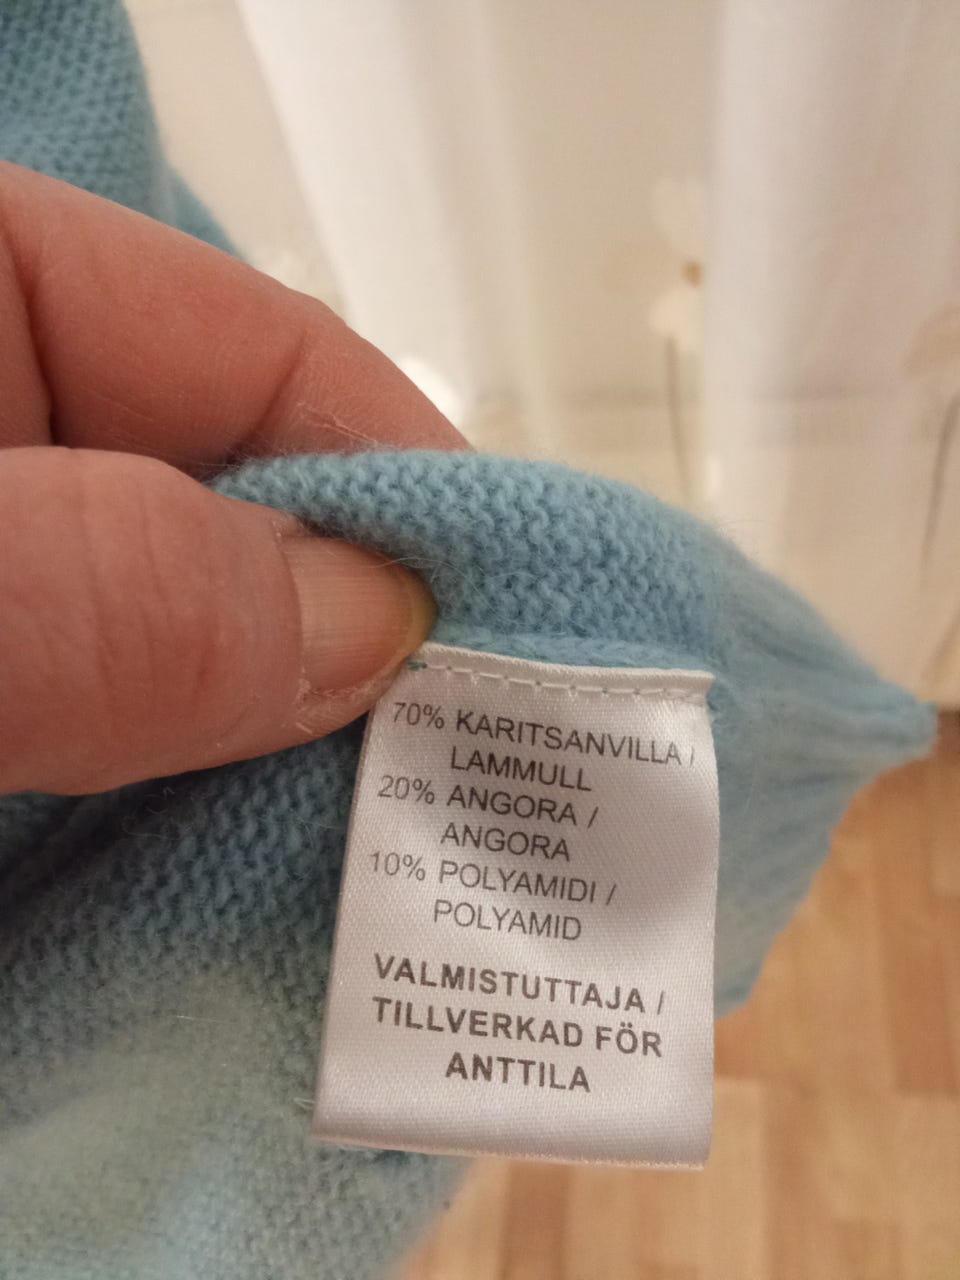 70% KARITSANVILLA /
LAMMULL
20% ANGORA /
ANGORA
10% POLYAMIDI /
POLYAMID
VALMISTUTTAJA /
TILLVERKAD FÖR
ANTTILA